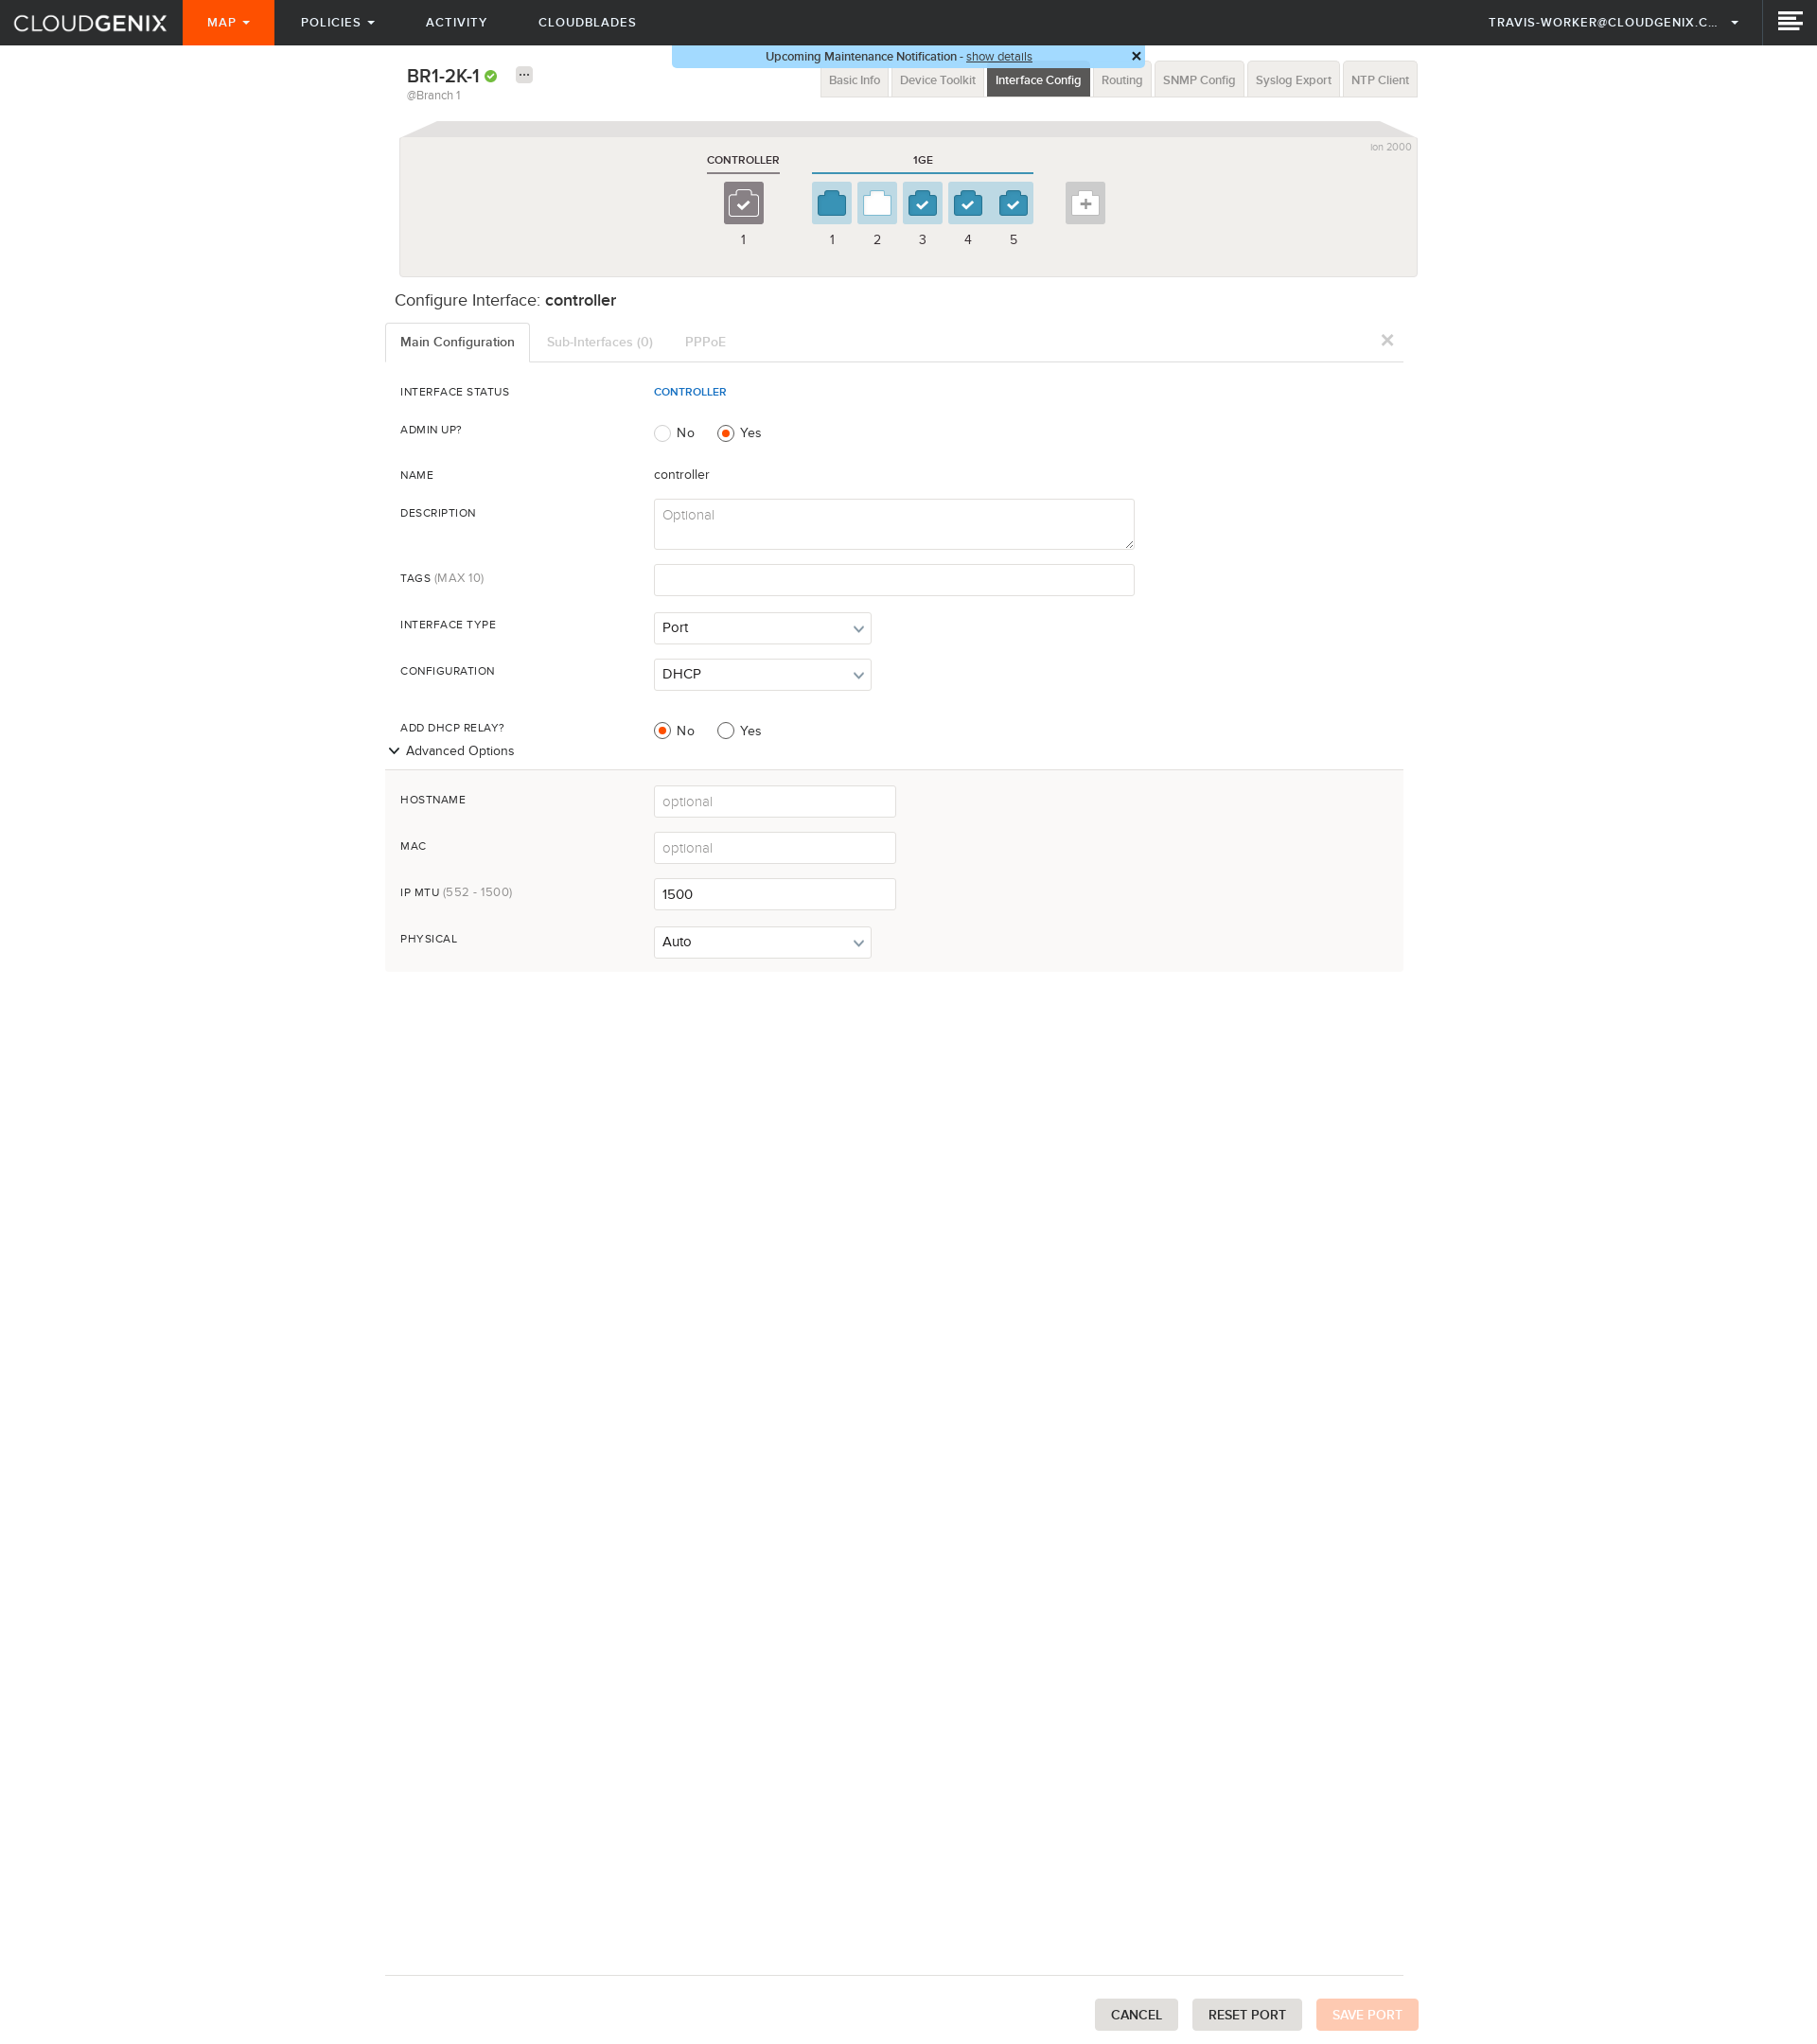 CLOUDGENIX MAP POLICIES ACTIVITY CLOUDBLADES TRAVIS-WORKER@CLOUDGENIX.C...
Upcoming Maintenance Notification - show details
BR1-2K-1
@Branch 1
Basic Info Device Toolkit Interface Config Routing SNMP Config Syslog Export NTP Client
ion 2000
CONTROLLER 1GE
1 1 2 3 4 5
Configure Interface: controller
Main Configuration Sub-Interfaces (0) PPPoE
INTERFACE STATUS CONTROLLER
ADMIN UP? No Yes
NAME controller
DESCRIPTION Optional
TAGS (MAX 10)
INTERFACE TYPE Port
CONFIGURATION DHCP
ADD DHCP RELAY? No Yes
Advanced Options
HOSTNAME optional
MAC optional
IP MTU (552 - 1500) 1500
PHYSICAL Auto
CANCEL RESET PORT SAVE PORT